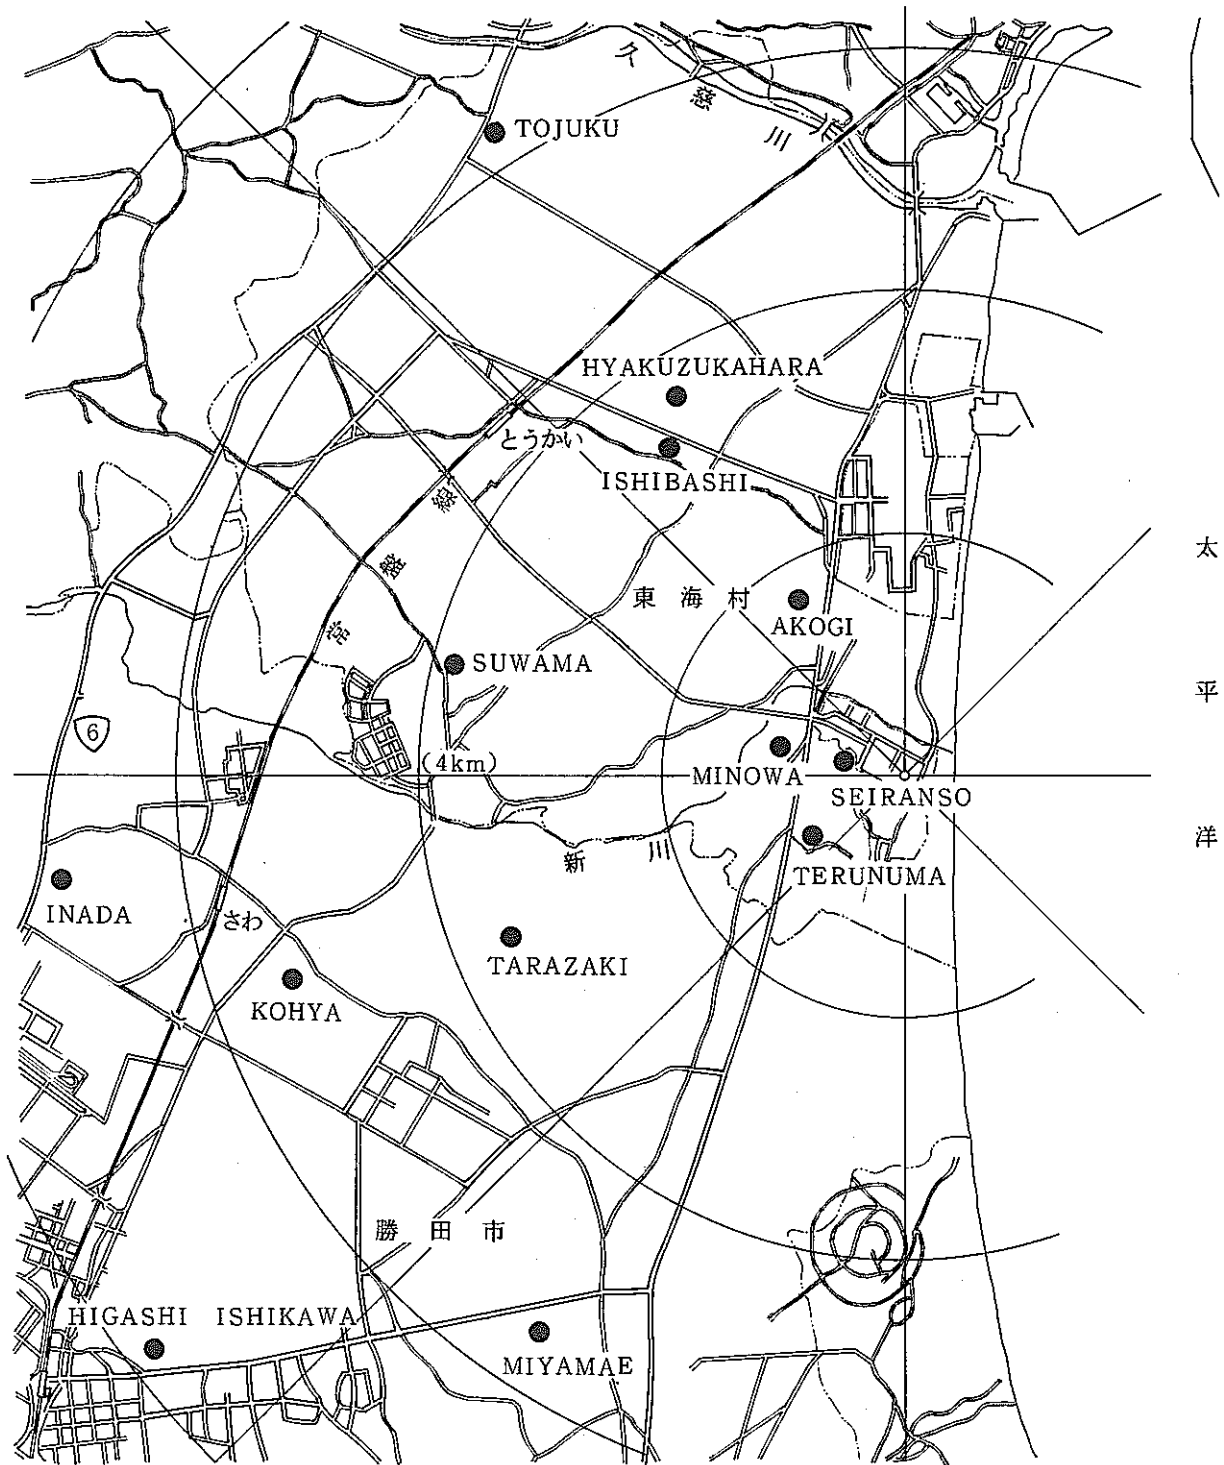 久慈川
TOJUKU
HYAKUZUKAHARA
とうかい
ISHIBASHI
常磐線
東海村
AKOGI
太平洋
SUWAMA
6
(4km)
MINOWA
SEIRANSO
新川
TERUNUMA
INADA
さわ
TARAZAKI
KOHYA
勝田市
HIGASHI ISHIKAWA
MIYAMAE